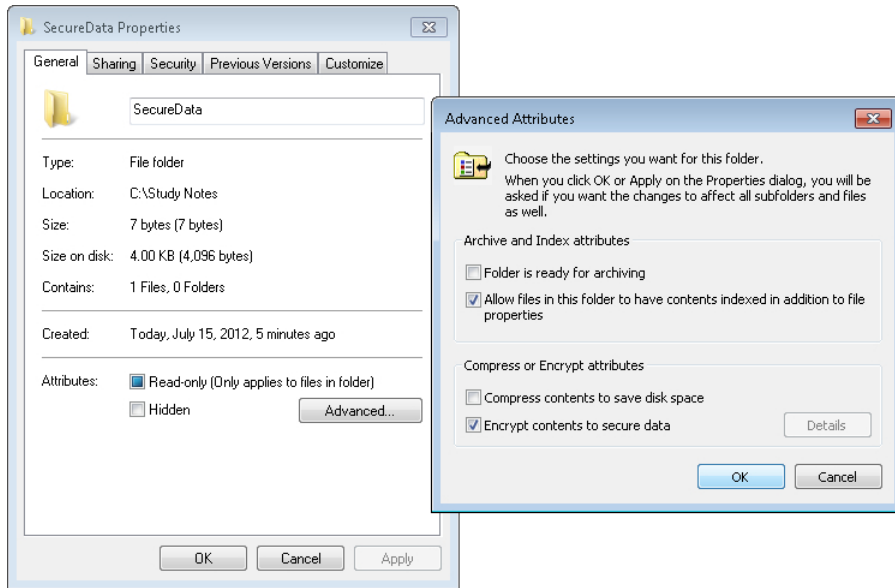 SecureData Properties
General
Sharing
Security
Previous Versions
Customize
SecureData
Type: File folder
Location: C:\Study Notes
Size: 7 bytes (7 bytes)
Size on disk: 4.00 KB (4,096 bytes)
Contains: 1 Files, 0 Folders
Created: Today, July 15, 2012, 5 minutes ago
Attributes: Read-only (Only applies to files in folder)
Hidden
Advanced...
OK
Cancel
Apply
Advanced Attributes
Choose the settings you want for this folder.
When you click OK or Apply on the Properties dialog, you will be
asked if you want the changes to affect all subfolders and files
as well.
Archive and Index attributes
Folder is ready for archiving
Allow files in this folder to have contents indexed in addition to file
properties
Compress or Encrypt attributes
Compress contents to save disk space
Encrypt contents to secure data
Details
OK
Cancel